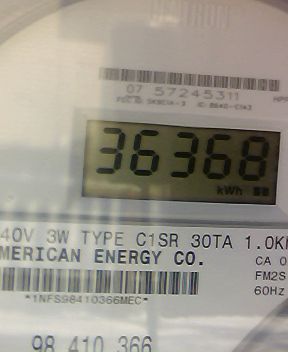 07 57245311
36368
kWh
40V 3W TYPE C1SR 30TA 1.0K
MERICAN ENERGY CO.
CA 0
FM2S
60Hz
*1NFS98410366MEC*
98 410 366